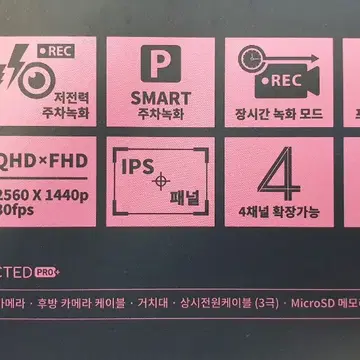 REC
저전력
주차녹화
P
SMART
주차녹화
REC
장시간 녹화 모드
QHD×FHD
2560 X 1440p
30fps
IPS
패널
4
4채널 확장가능
CTED PRO+
카메라 · 후방 카메라 케이블 · 거치대 · 상시전원케이블 (3극) · MicroSD 메모